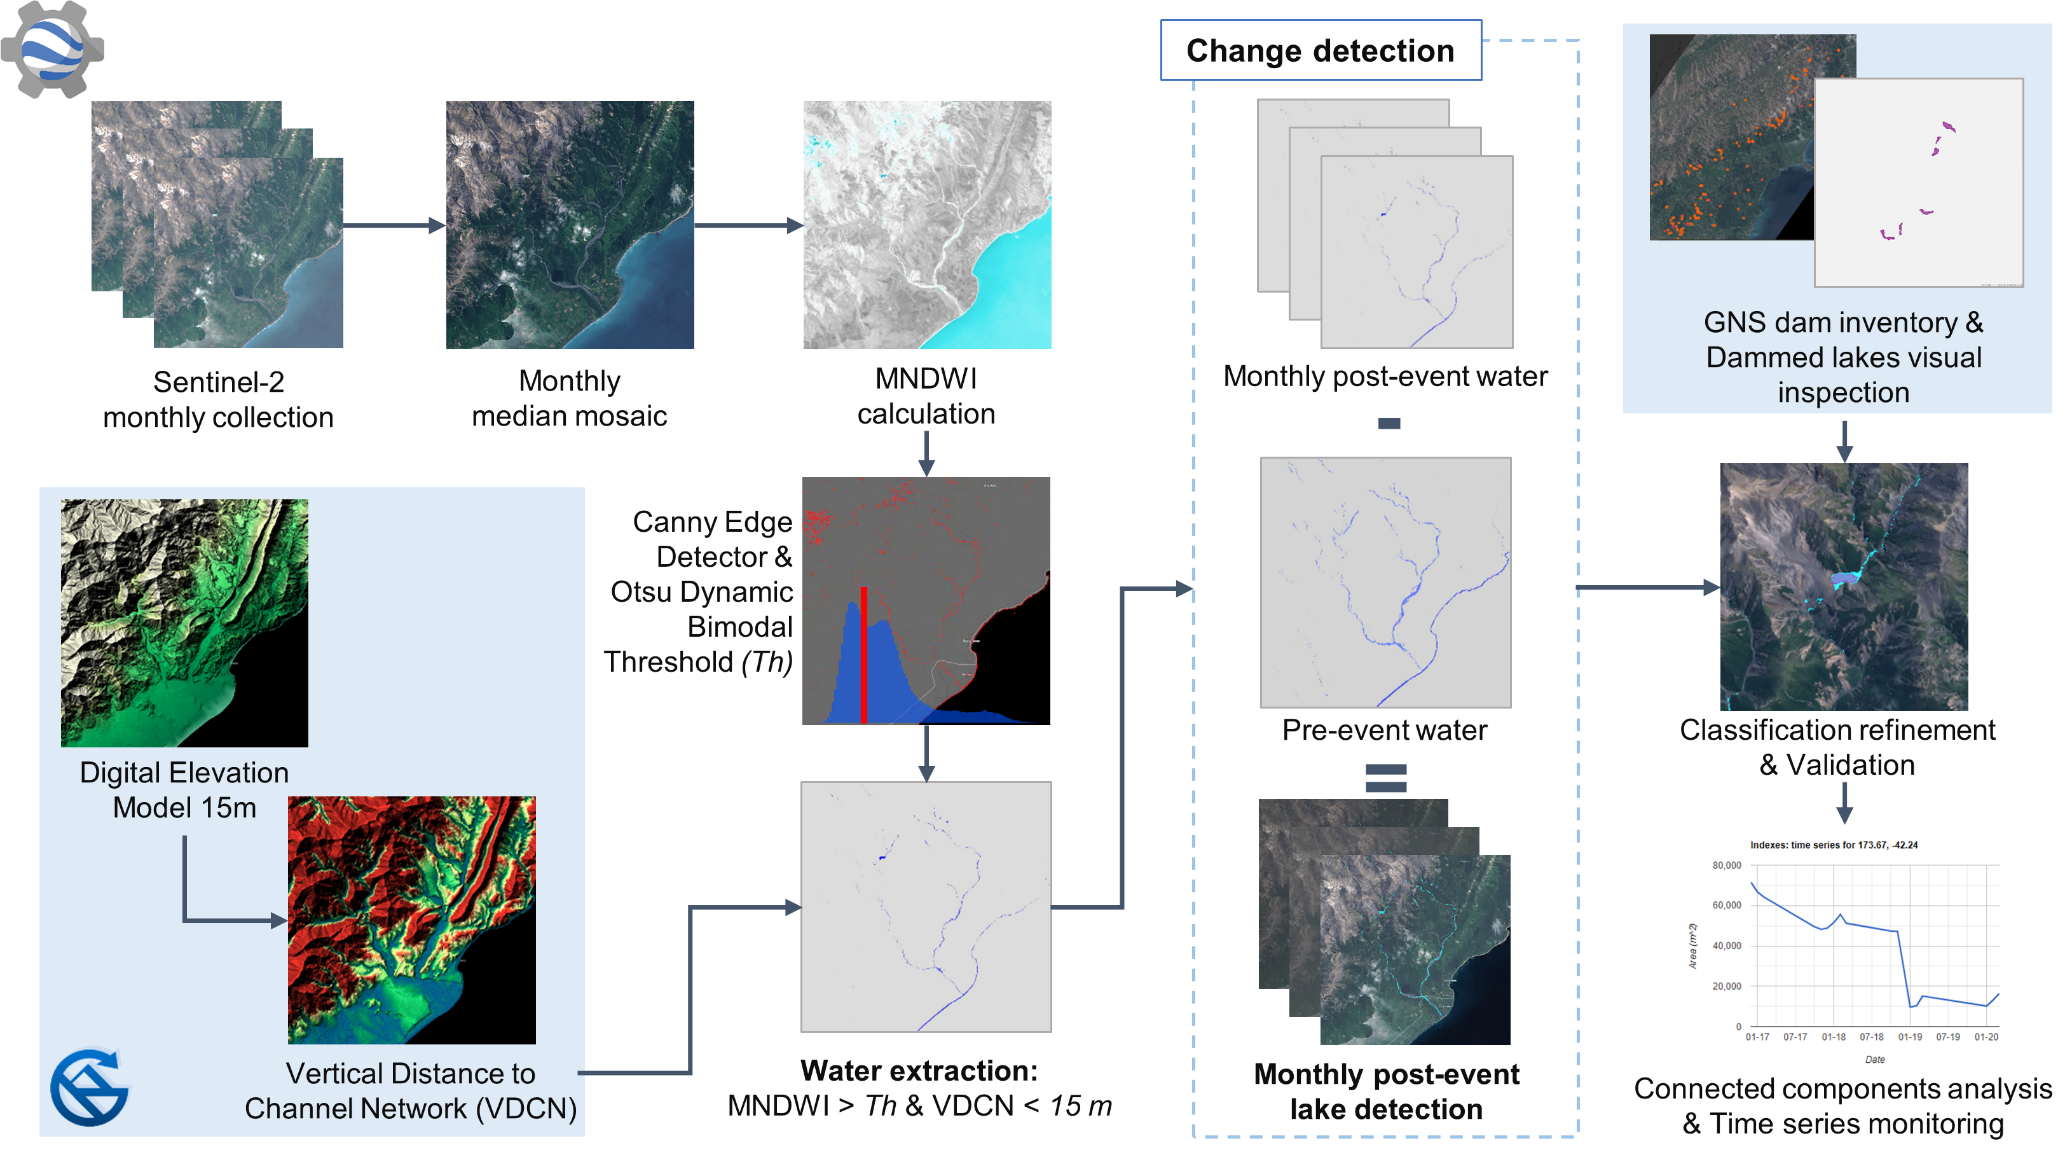 Change detection
Sentinel-2
monthly collection
Monthly
median mosaic
MNDWI
calculation
Canny Edge
Detector &
Otsu Dynamic
Bimodal
Threshold (Th)
Digital Elevation
Model 15m
Vertical Distance to
Channel Network (VDCN)
Water extraction:
MNDWI > Th & VDCN < 15 m
Monthly post-event water
Pre-event water
Monthly post-event
lake detection
GNS dam inventory &
Dammed lakes visual
inspection
Classification refinement
& Validation
Indexes: time series for 173.67, -42.24
80,000
60,000
40,000
20,000
0
Area (m^2)
01-17 07-17 01-18 07-18 01-19 07-19 01-20
Date
Connected components analysis
& Time series monitoring